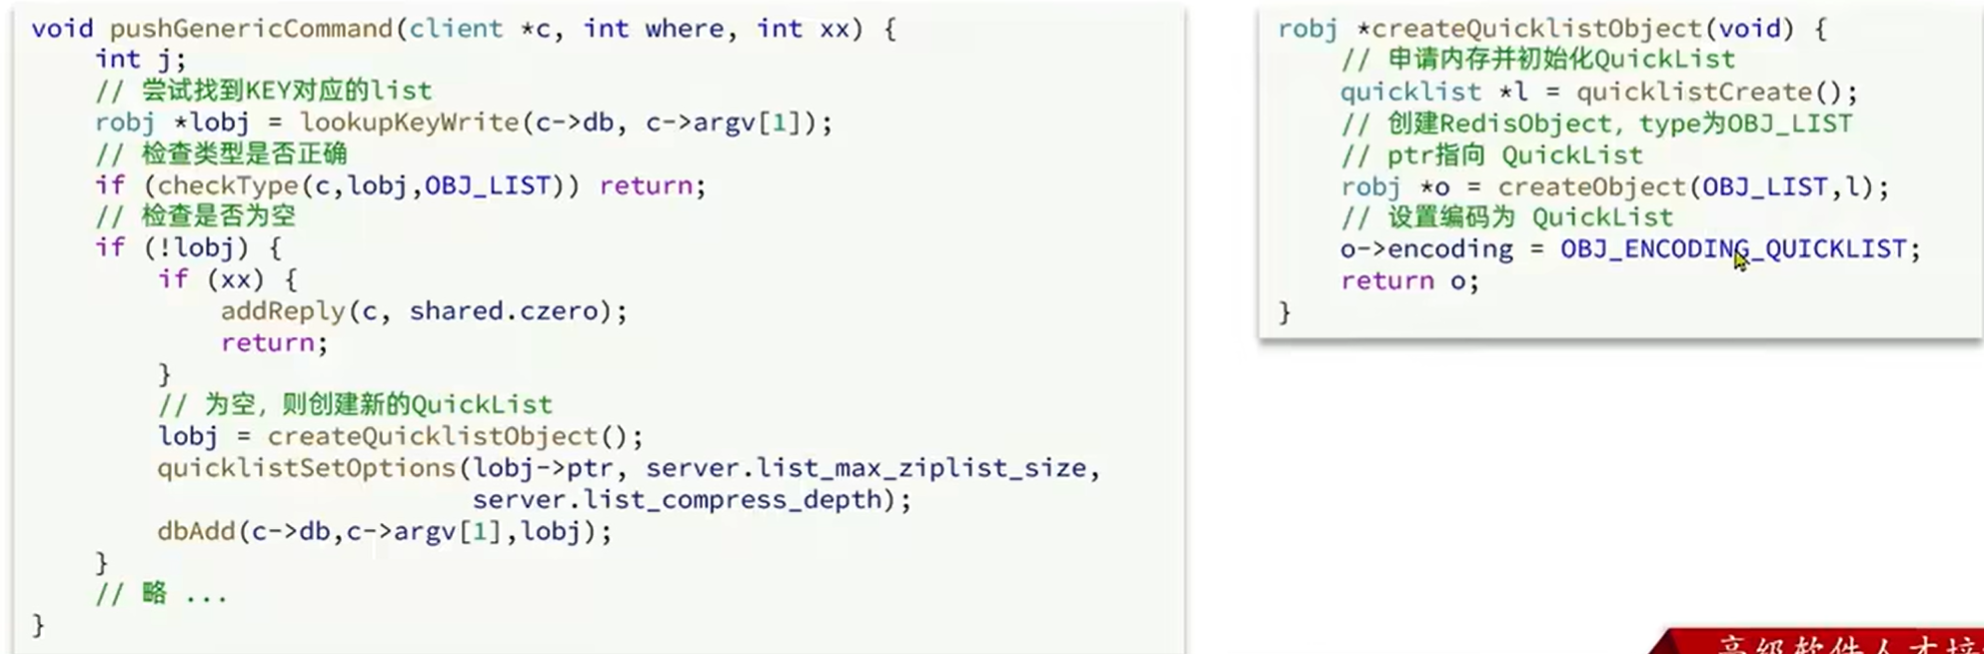 void pushGenericCommand(client *c, int where, int xx) {
    int j;
    // 尝试找到KEY对应的list
    robj *lobj = lookupKeyWrite(c->db, c->argv[1]);
    // 检查类型是否正确
    if (checkType(c,lobj,OBJ_LIST)) return;
    // 检查是否为空
    if (!lobj) {
        if (xx) {
            addReply(c, shared.czero);
            return;
        }
        // 为空，则创建新的QuickList
        lobj = createQuicklistObject();
        quicklistSetOptions(lobj->ptr, server.list_max_ziplist_size,
                            server.list_compress_depth);
        dbAdd(c->db,c->argv[1],lobj);
    }
    // 略 ...
}
robj *createQuicklistObject(void) {
    // 申请内存并初始化QuickList
    quicklist *l = quicklistCreate();
    // 创建RedisObject，type为OBJ_LIST
    // ptr指向 QuickList
    robj *o = createObject(OBJ_LIST,l);
    // 设置编码为 QuickList
    o->encoding = OBJ_ENCODING_QUICKLIST;
    return o;
}
高级软件人才培